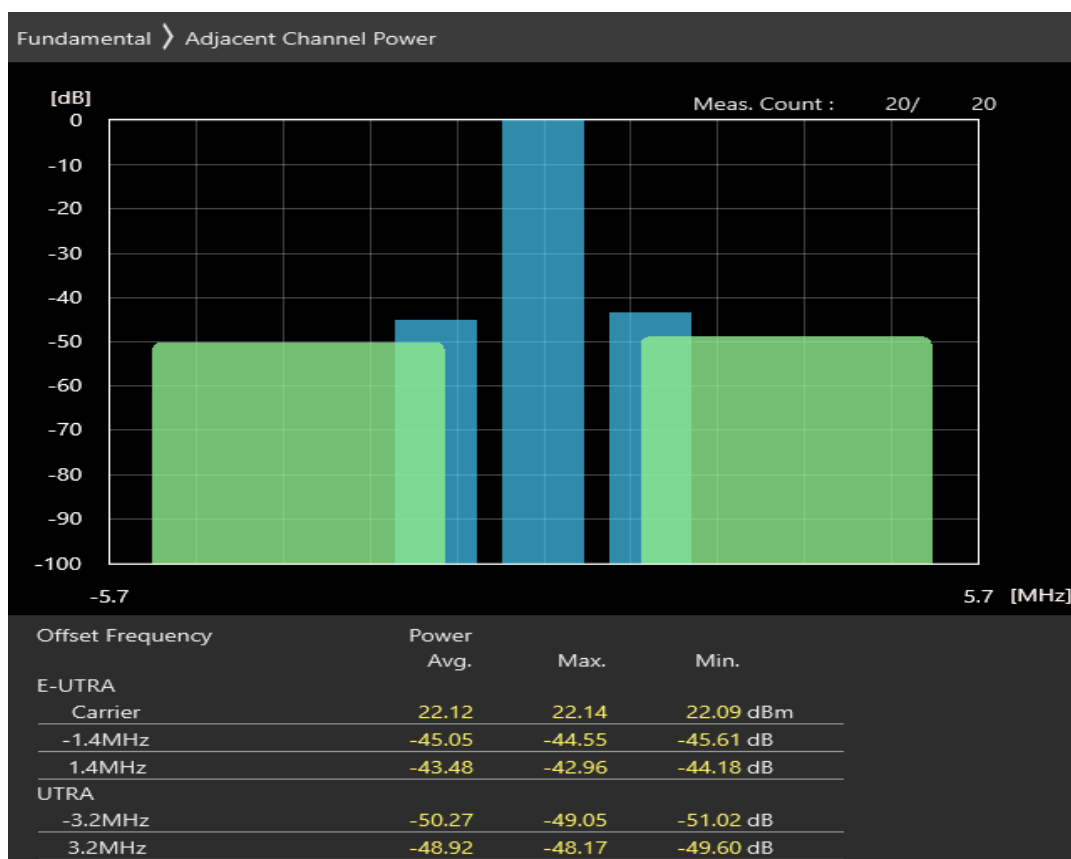 Fundamental ❯ Adjacent Channel Power
[dB]
Meas. Count : 20/ 20
0
-10
-20
-30
-40
-50
-60
-70
-80
-90
-100
-5.7 5.7 [MHz]
Offset Frequency Power
Avg. Max. Min.
E-UTRA
Carrier 22.12 22.14 22.09 dBm
-1.4MHz -45.05 -44.55 -45.61 dB
1.4MHz -43.48 -42.96 -44.18 dB
UTRA
-3.2MHz -50.27 -49.05 -51.02 dB
3.2MHz -48.92 -48.17 -49.60 dB